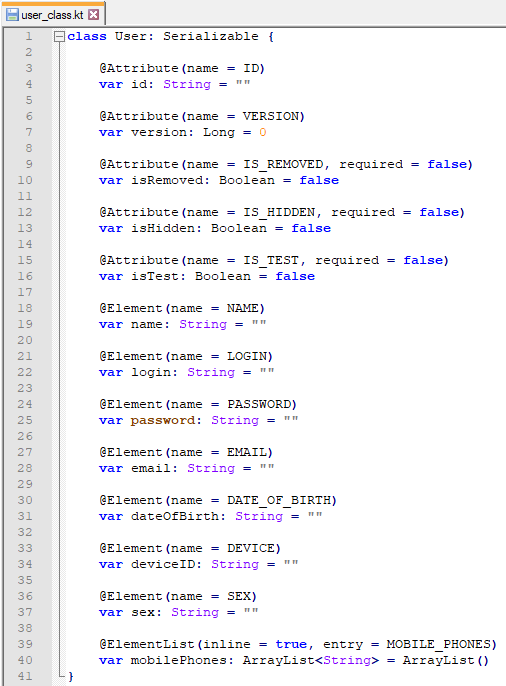 user_class.kt
1 class User: Serializable {
2
3 @Attribute(name = ID)
4 var id: String = ""
5
6 @Attribute(name = VERSION)
7 var version: Long = 0
8
9 @Attribute(name = IS_REMOVED, required = false)
10 var isRemoved: Boolean = false
11
12 @Attribute(name = IS_HIDDEN, required = false)
13 var isHidden: Boolean = false
14
15 @Attribute(name = IS_TEST, required = false)
16 var isTest: Boolean = false
17
18 @Element(name = NAME)
19 var name: String = ""
20
21 @Element(name = LOGIN)
22 var login: String = ""
23
24 @Element(name = PASSWORD)
25 var password: String = ""
26
27 @Element(name = EMAIL)
28 var email: String = ""
29
30 @Element(name = DATE_OF_BIRTH)
31 var dateOfBirth: String = ""
32
33 @Element(name = DEVICE)
34 var deviceID: String = ""
35
36 @Element(name = SEX)
37 var sex: String = ""
38
39 @ElementList(inline = true, entry = MOBILE_PHONES)
40 var mobilePhones: ArrayList<String> = ArrayList()
41 }